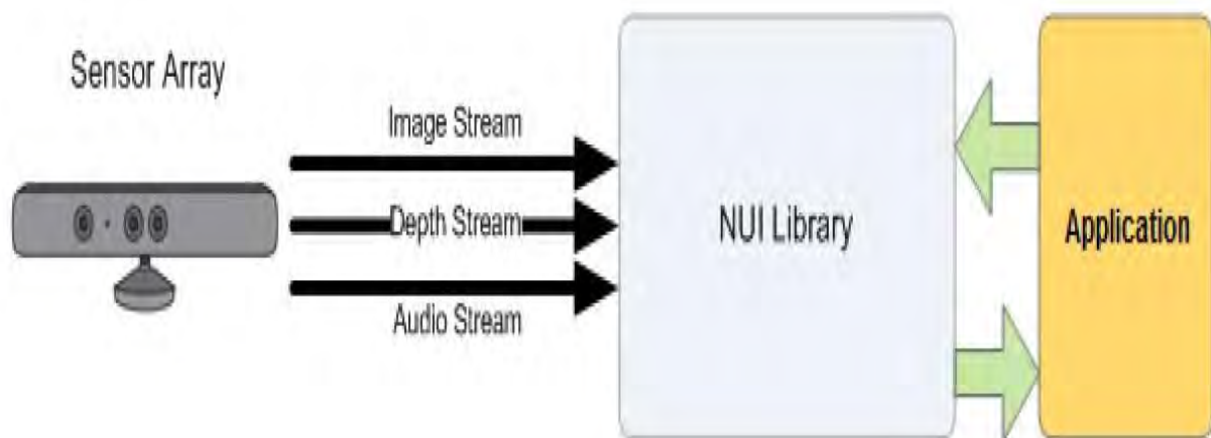 Sensor Array
Image Stream
Depth Stream
Audio Stream
NUI Library
Application